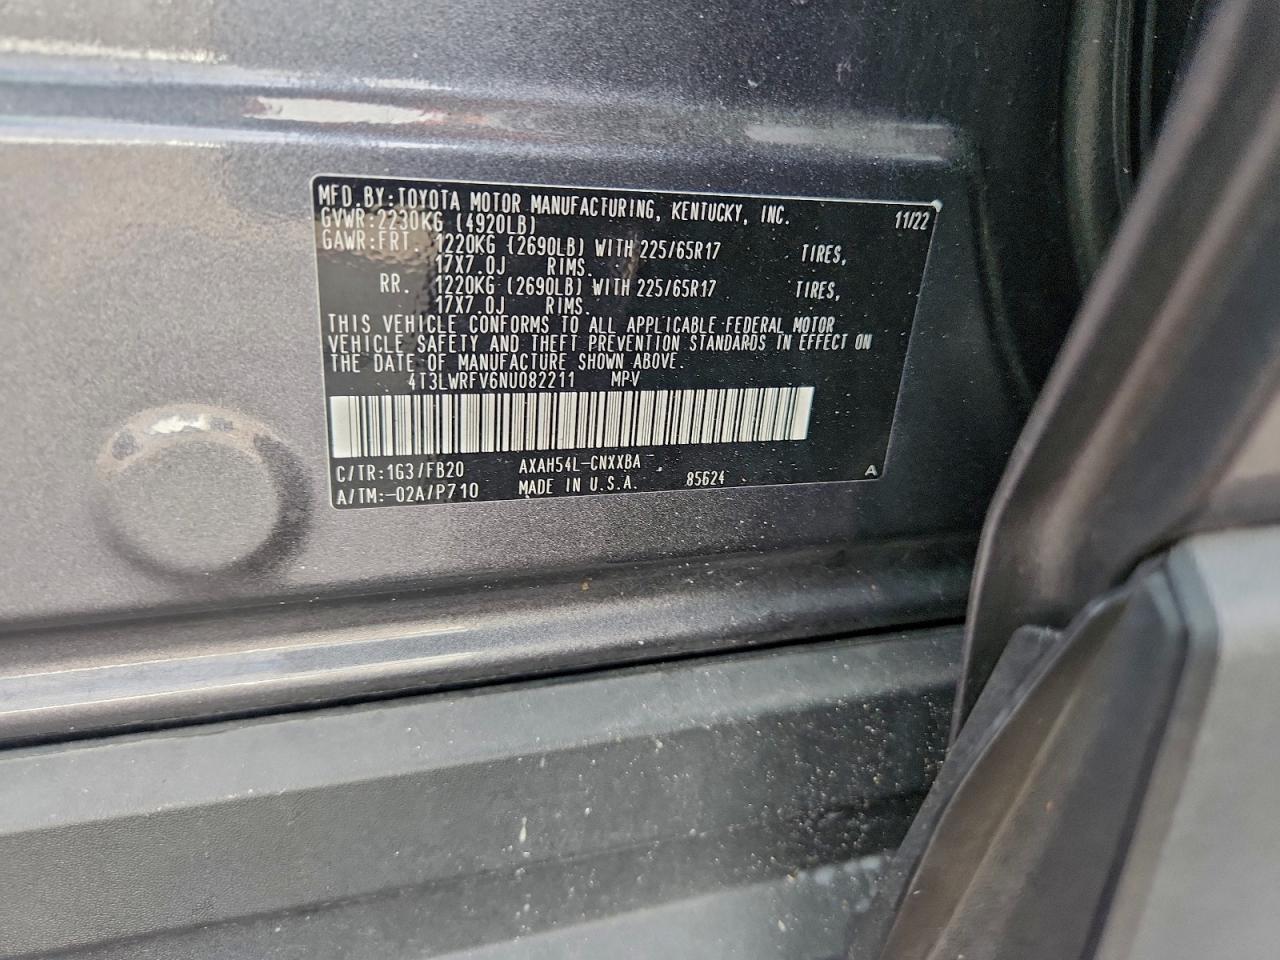 MFD.BY:TOYOTA MOTOR MANUFACTURING, KENTUCKY, INC. 11/22
GVWR:2230KG (4920LB)
GAWR:FRT. 1220KG (2690LB) WITH 225/65R17 TIRES,
17X7.0J RIMS.
RR. 1220KG (2690LB) WITH 225/65R17 TIRES,
17X7.0J RIMS.
THIS VEHICLE CONFORMS TO ALL APPLICABLE FEDERAL MOTOR
VEHICLE SAFETY AND THEFT PREVENTION STANDARDS IN EFFECT ON
THE DATE OF MANUFACTURE SHOWN ABOVE.
4T3LWRFV6NU082211 MPV
C/TR:1G3/FB20 AXAH54L-CNXXBA
A/TM:-02A/P710 MADE IN U.S.A. 85624 A